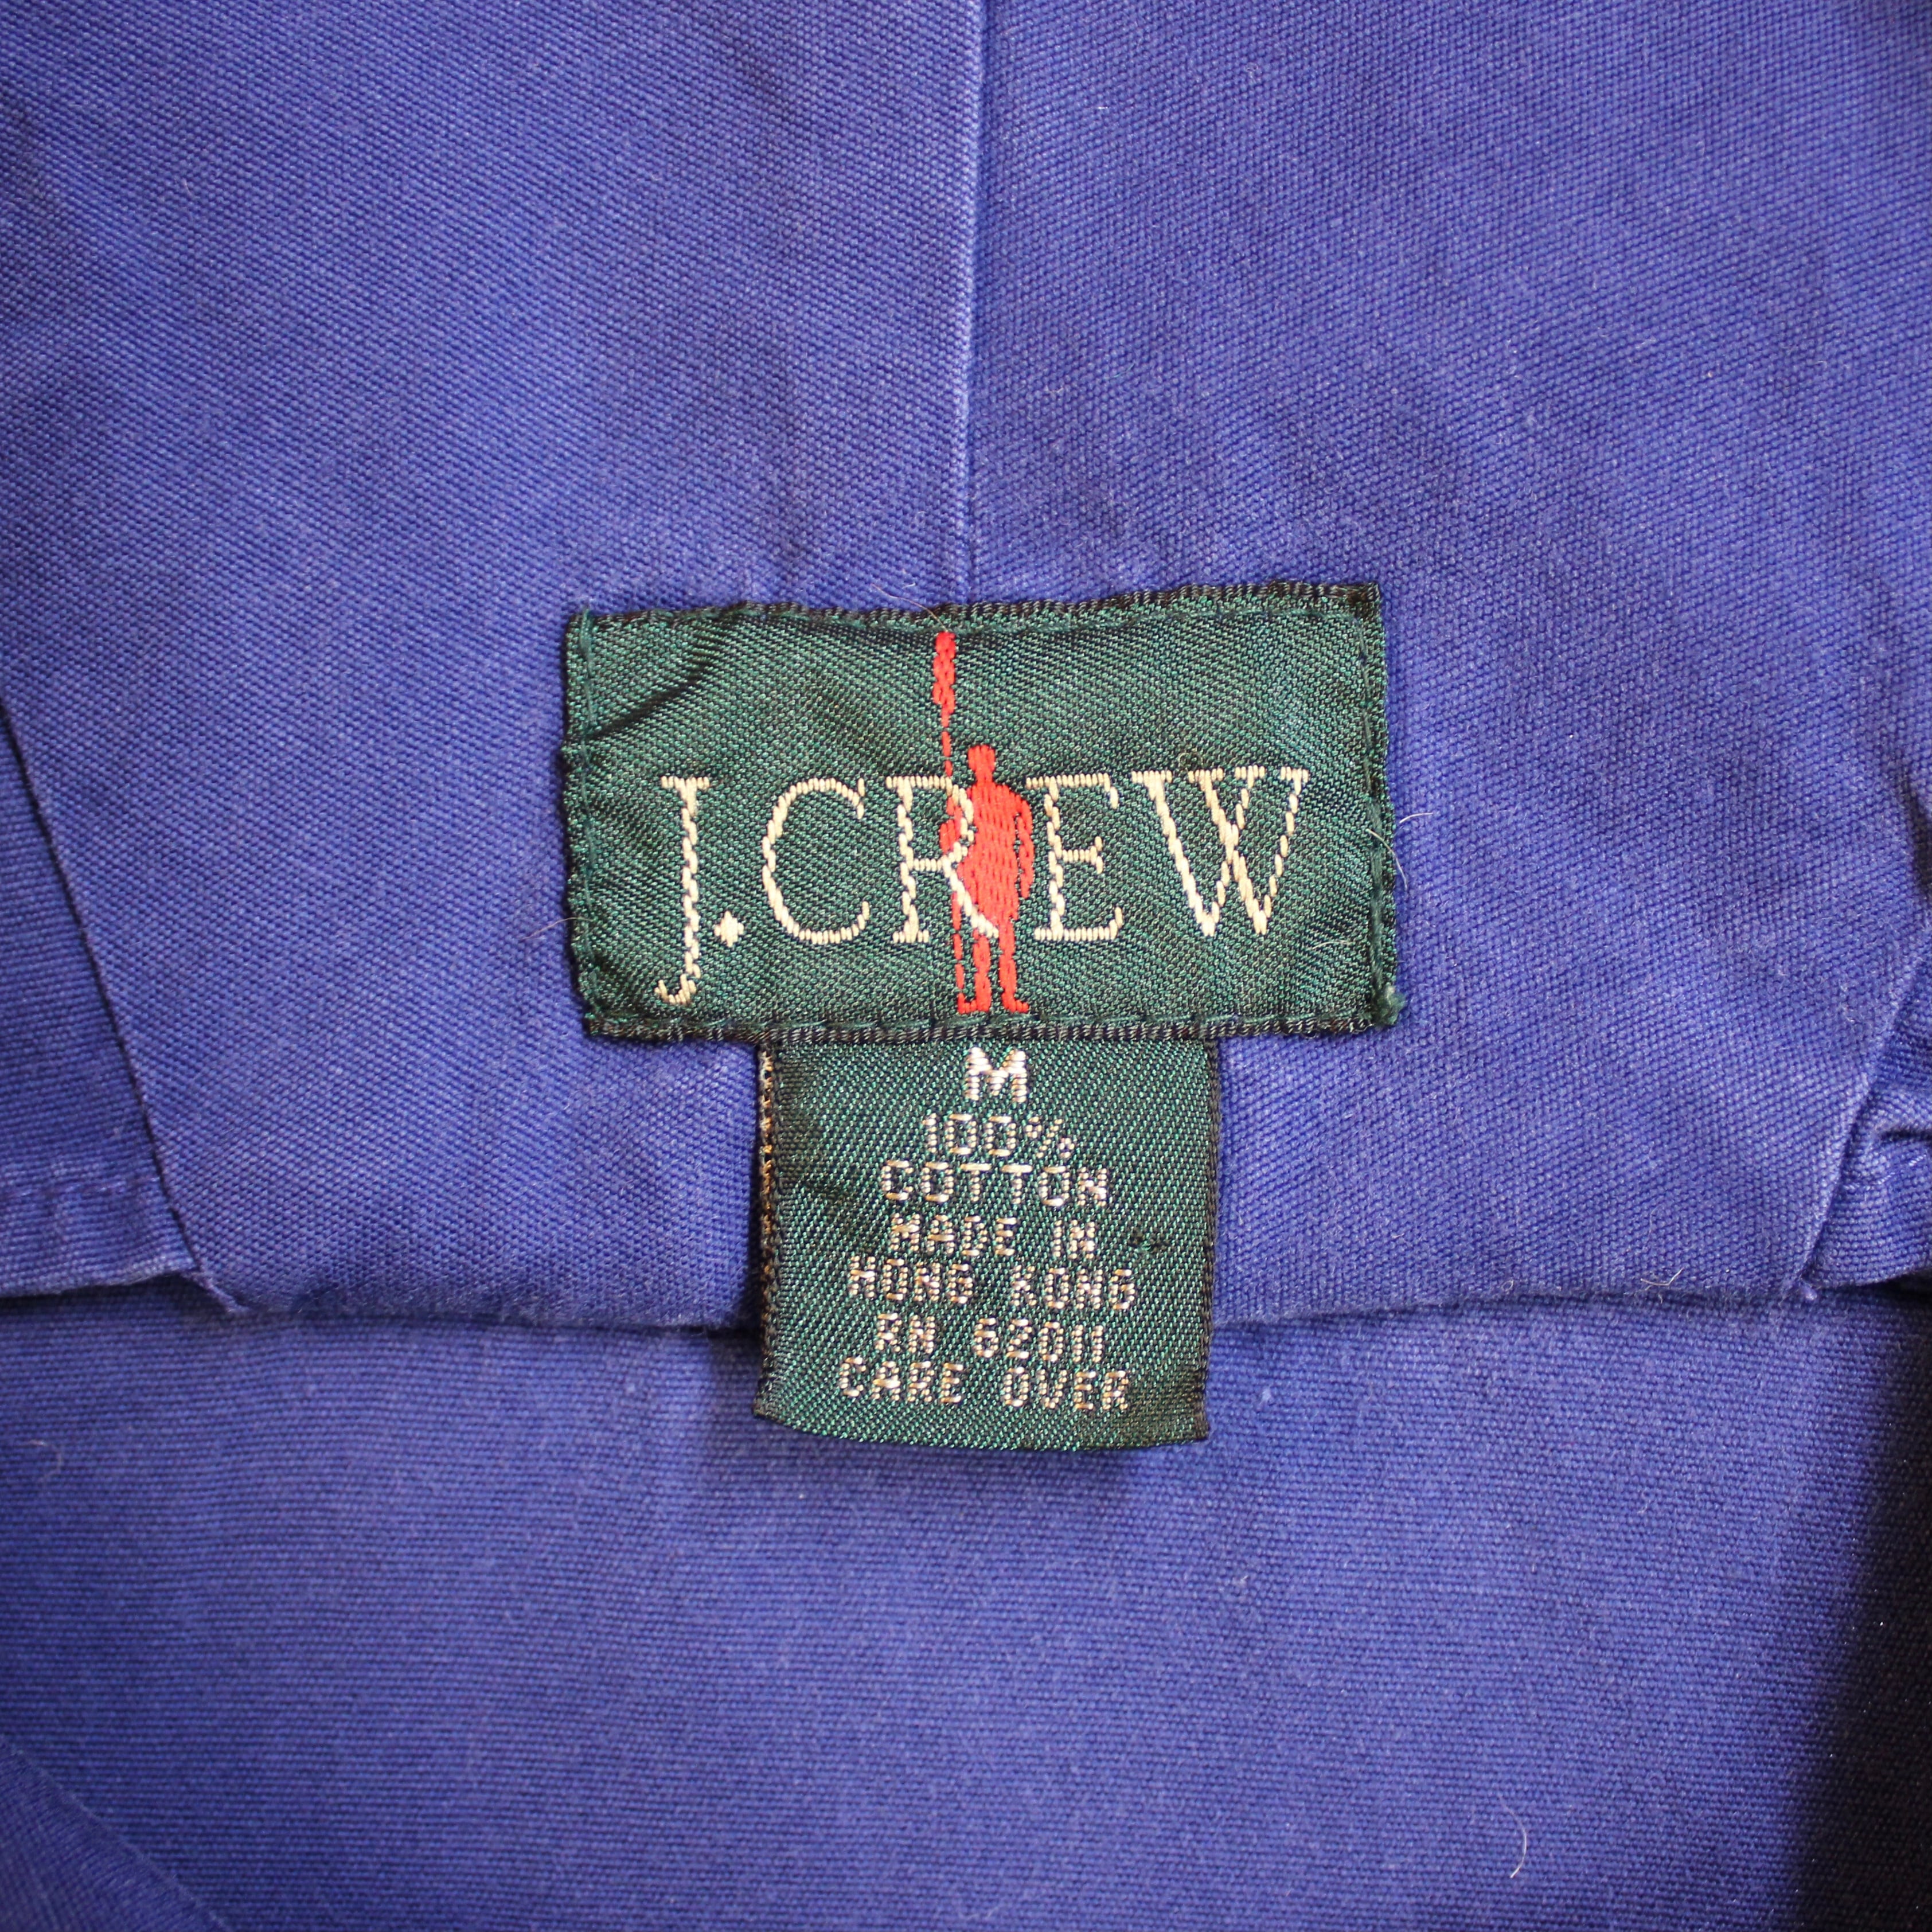 J.CREW
M
100%
COTTON
MADE IN
HONG KONG
RN 62011
CARE OVER